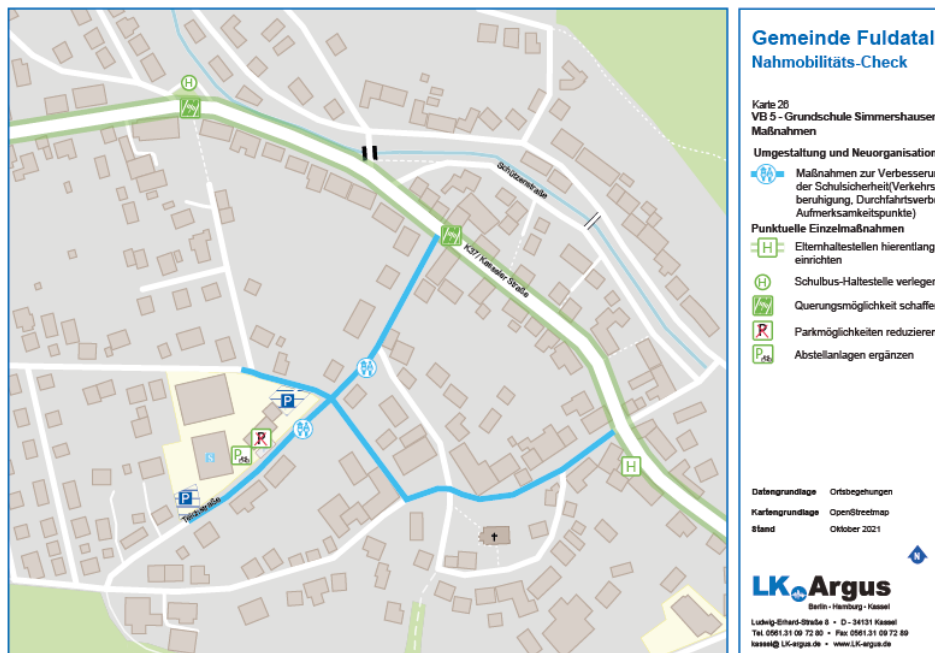 Gemeinde Fuldatal
Nahmobilitäts-Check
Karte 26
VB 5 - Grundschule Simmershausen
Maßnahmen
Umgestaltung und Neuorganisation
Maßnahmen zur Verbesserun
der Schulsicherheit(Verkehrs
beruhigung, Durchfahrtsverbo
Aufmerksamkeitspunkte)
Punktuelle Einzelmaßnahmen
H
Elternhaltestellen hierentlang
einrichten
H
Schulbus-Haltestelle verlegen
Querungsmöglichkeit schaffen
P
Parkmöglichkeiten reduzieren
P
Abstellanlagen ergänzen
Datengrundlage Ortsbegehungen
Kartengrundlage OpenStreetmap
Stand Oktober 2021
N
LK Argus
Berlin - Hamburg - Kassel
Ludwig-Erhard-Straße 8 • D - 34131 Kassel
Tel. 0561.31 09 72 80 • Fax 0561.31 09 72 89
kassel@ LK-argus.de • www.LK-argus.de
H
Schützenstraße
K37/ Kasseler Straße
P
P
P
S
P
Teichstraße
H